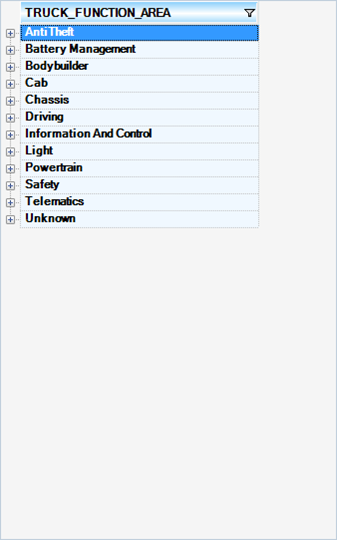 TRUCK_FUNCTION_AREA
Anti Theft
Battery Management
Bodybuilder
Cab
Chassis
Driving
Information And Control
Light
Powertrain
Safety
Telematics
Unknown